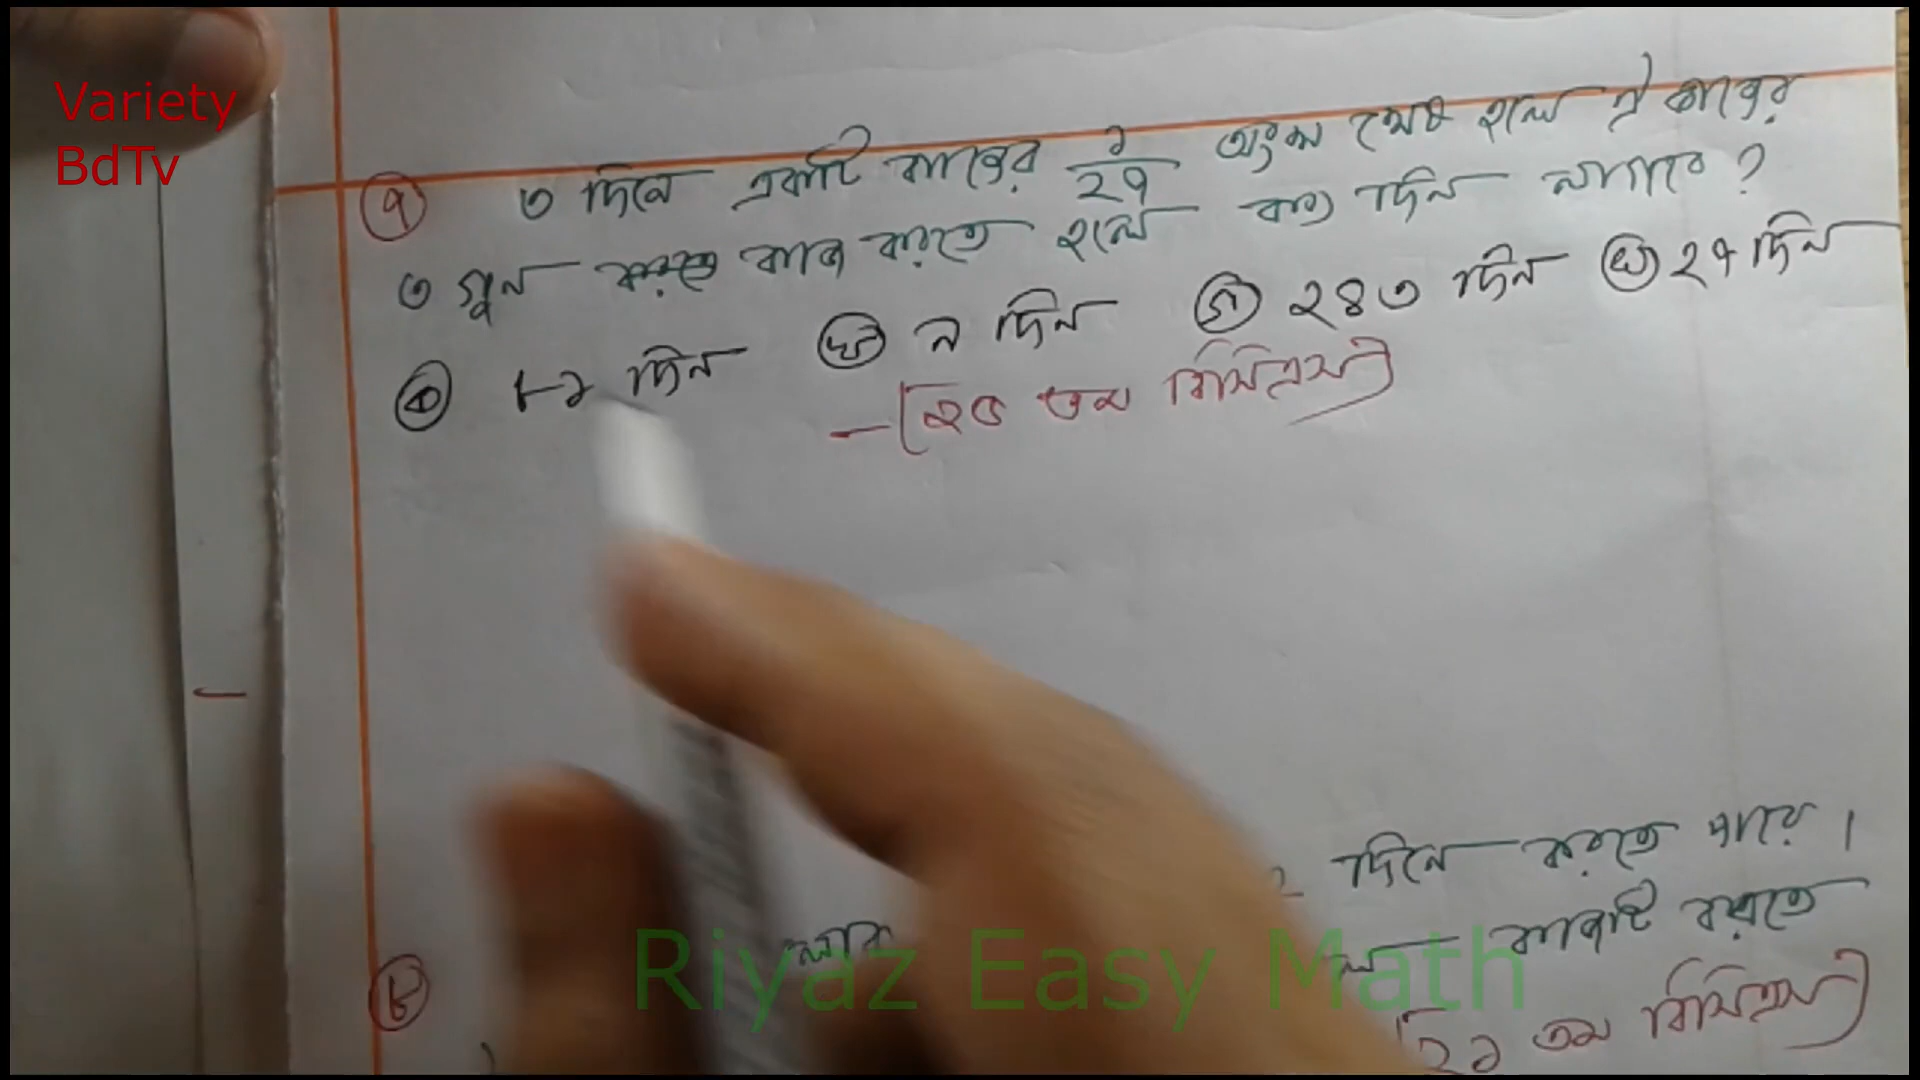 Variety
BdTv
৭ ৩ দিনে একটি কাজের ১/২৭ অংশ শেষ হলে ঐ কাজের
৩ গুন কাজ করতে হলে কত দিন লাগবে ?
ক ৮১ দিন খ ৯ দিন গ ২৪৩ দিন ঘ ২৭ দিন
[২৫ তম বিসিএস]
দিনে করতে পারে ।
৮ লোক কাজটি করতে
[২১ তম বিসিএস]
Riyaz Easy Math